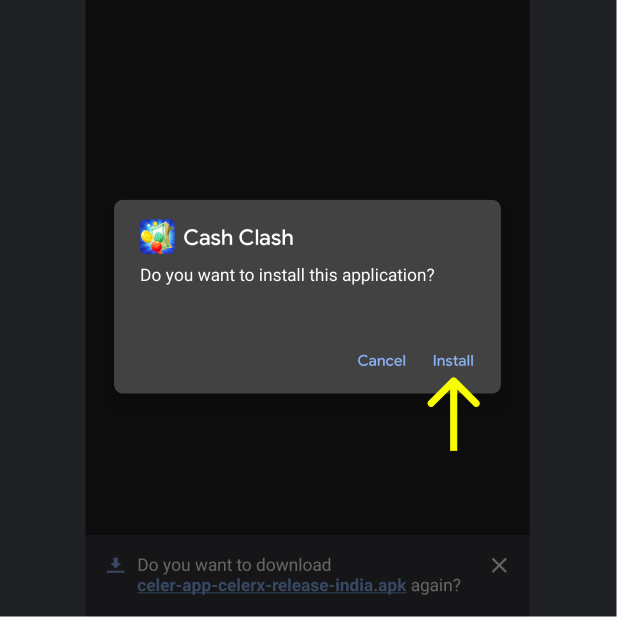 Cash Clash
Do you want to install this application?
Cancel Install
Do you want to download
celer-app-celerx-release-india.apk again?